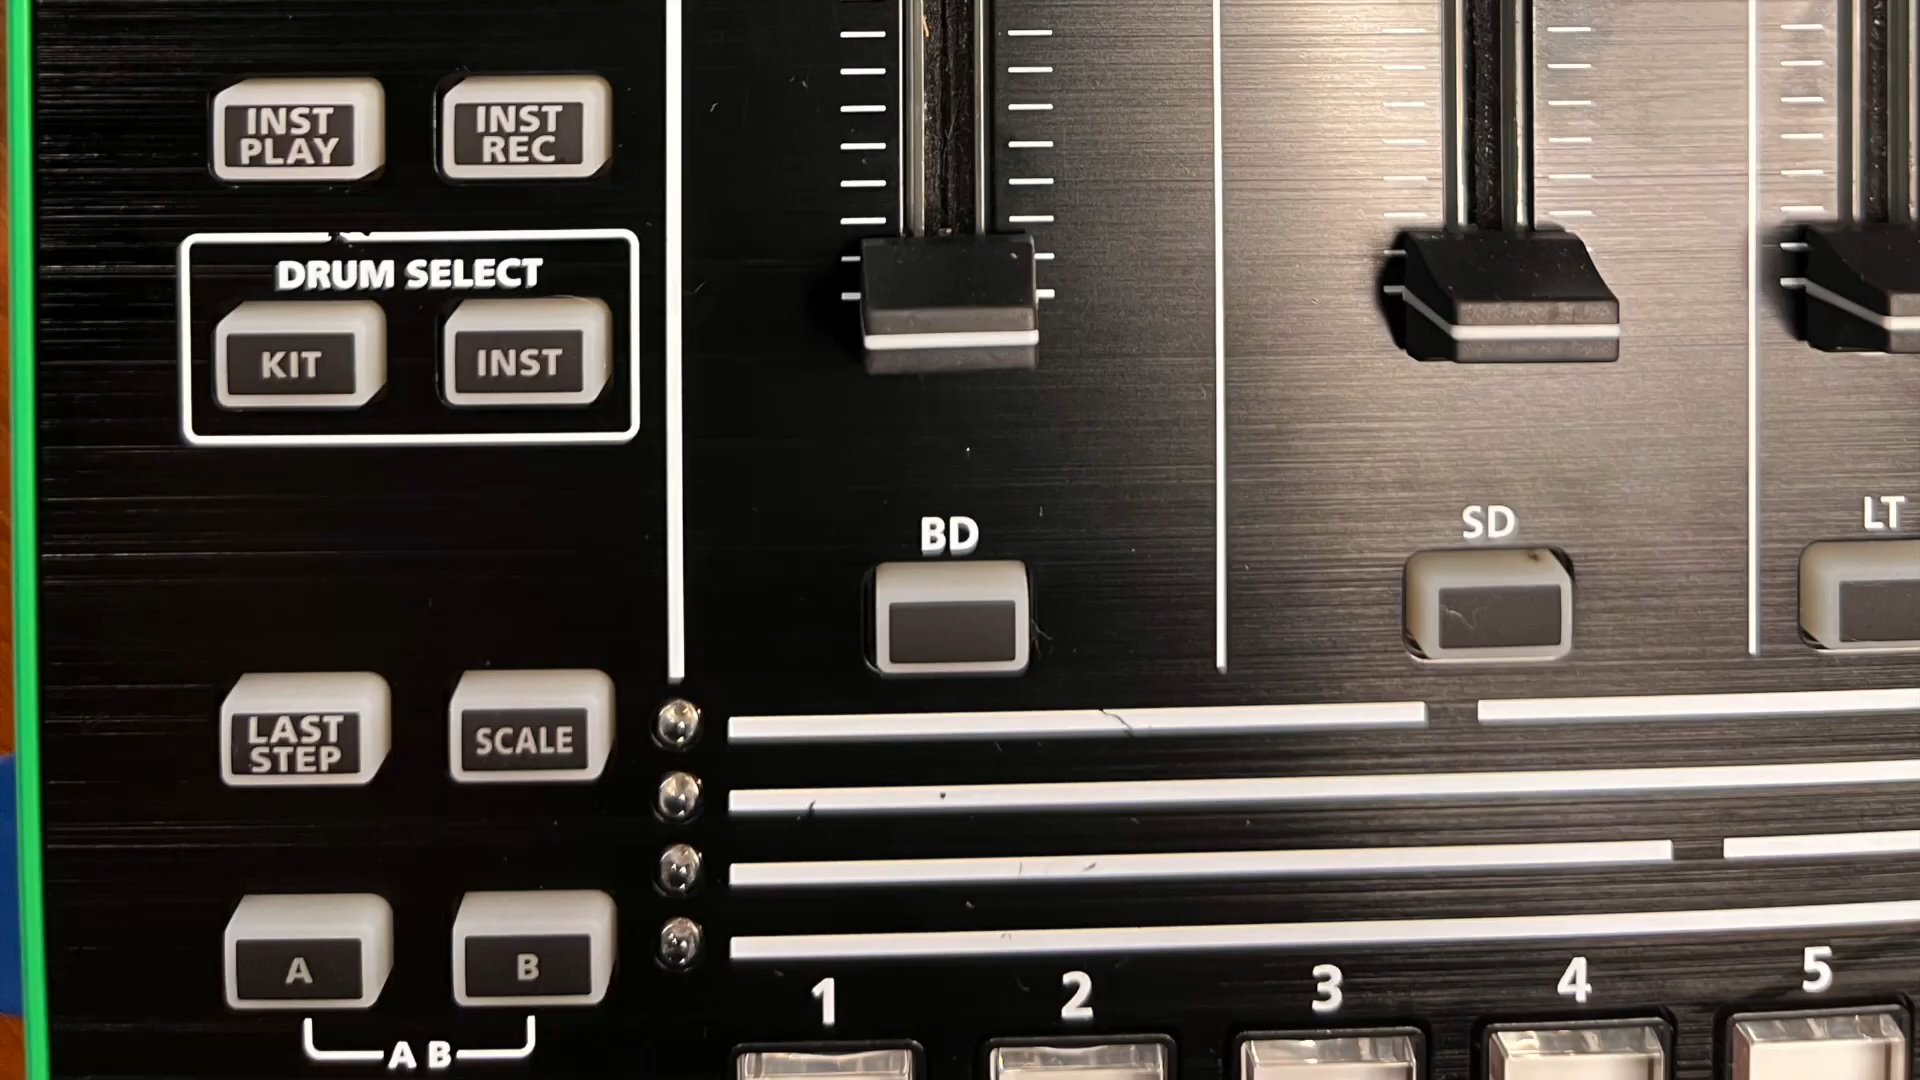 INST
PLAY
INST
REC
DRUM SELECT
KIT
INST
BD
SD
LT
LAST
STEP
SCALE
A
B
A B
1
2
3
4
5